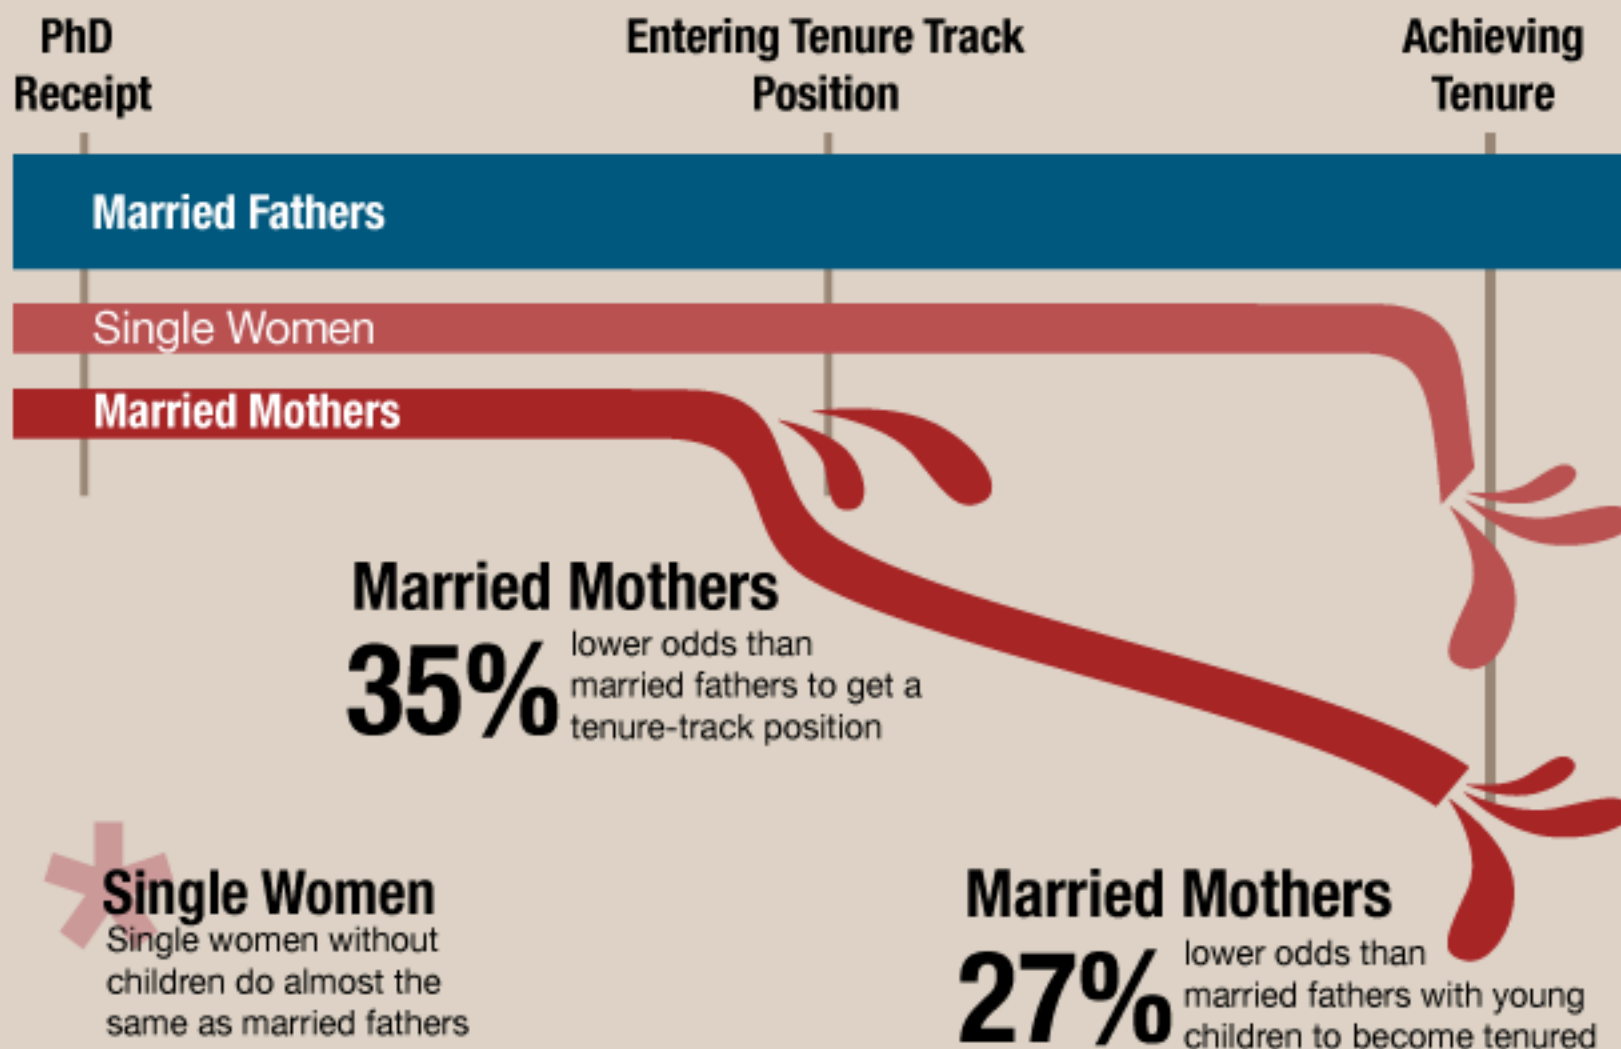 PhD
Receipt
Entering Tenure Track
Position
Achieving
Tenure
Married Fathers
Single Women
Married Mothers
Married Mothers
35%
lower odds than
married fathers to get a
tenure-track position
Single Women
Single women without
children do almost the
same as married fathers
Married Mothers
27%
lower odds than
married fathers with young
children to become tenured